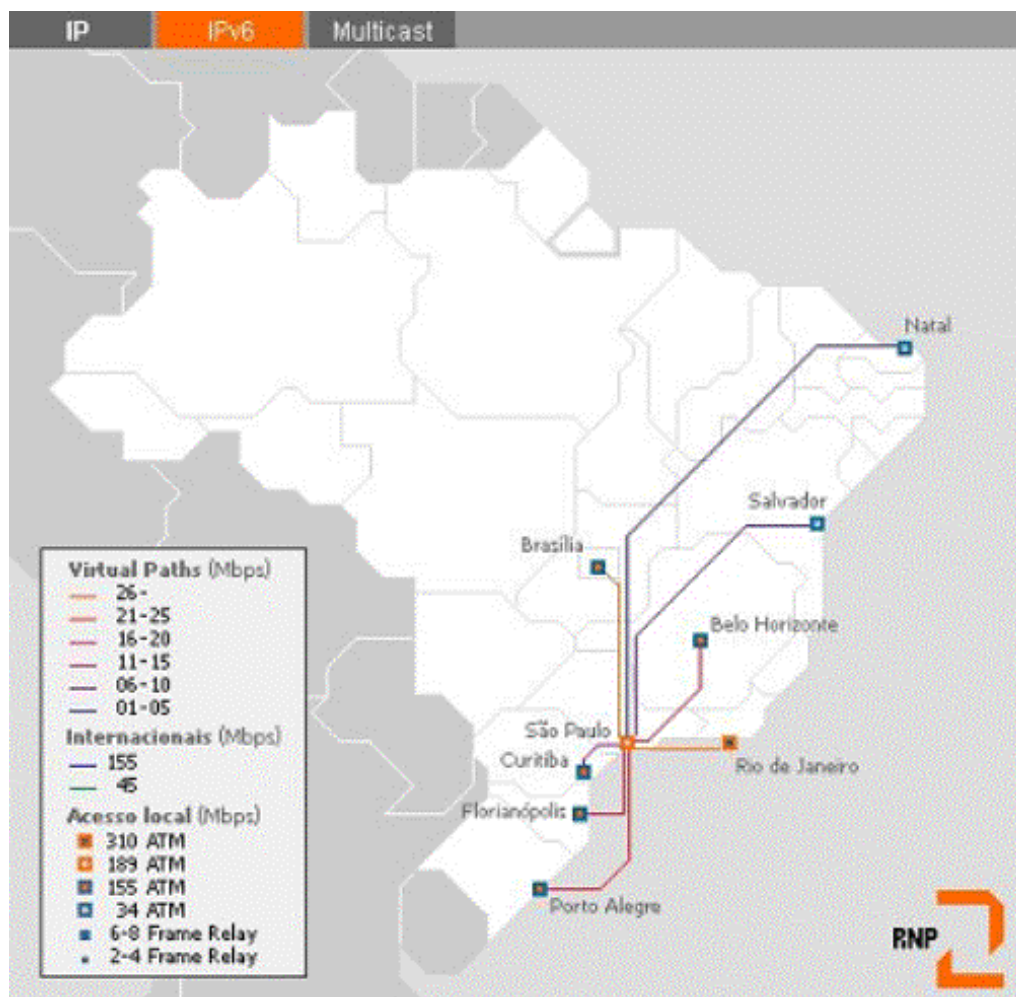 IP IPv6 Multicast
Natal
Salvador
Brasília
Belo Horizonte
São Paulo
Rio de Janeiro
Curitiba
Florianópolis
Porto Alegre
Virtual Paths (Mbps)
26-
21-25
16-20
11-15
06-10
01-05
Internacionais (Mbps)
155
45
Acesso local (Mbps)
310 ATM
189 ATM
155 ATM
34 ATM
6-8 Frame Relay
2-4 Frame Relay
RNP